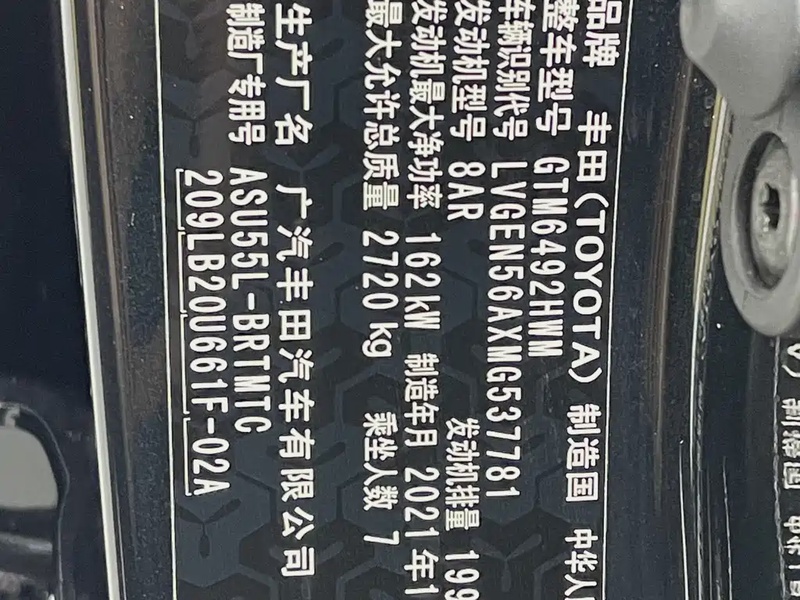 品牌 丰田(TOYOTA) 制造国 中华人
整车型号 GTM6492HWM
车辆识别代号 LVGEN56AXMG537781
发动机型号 8AR 发动机排量 199
发动机最大净功率 162kW 制造年月 2021年1
最大允许总质量 2720kg 乘坐人数 7
生产厂名 广汽丰田汽车有限公司
制造厂专用号 ASU55L-BRTMTC
209LB20U661F-02A